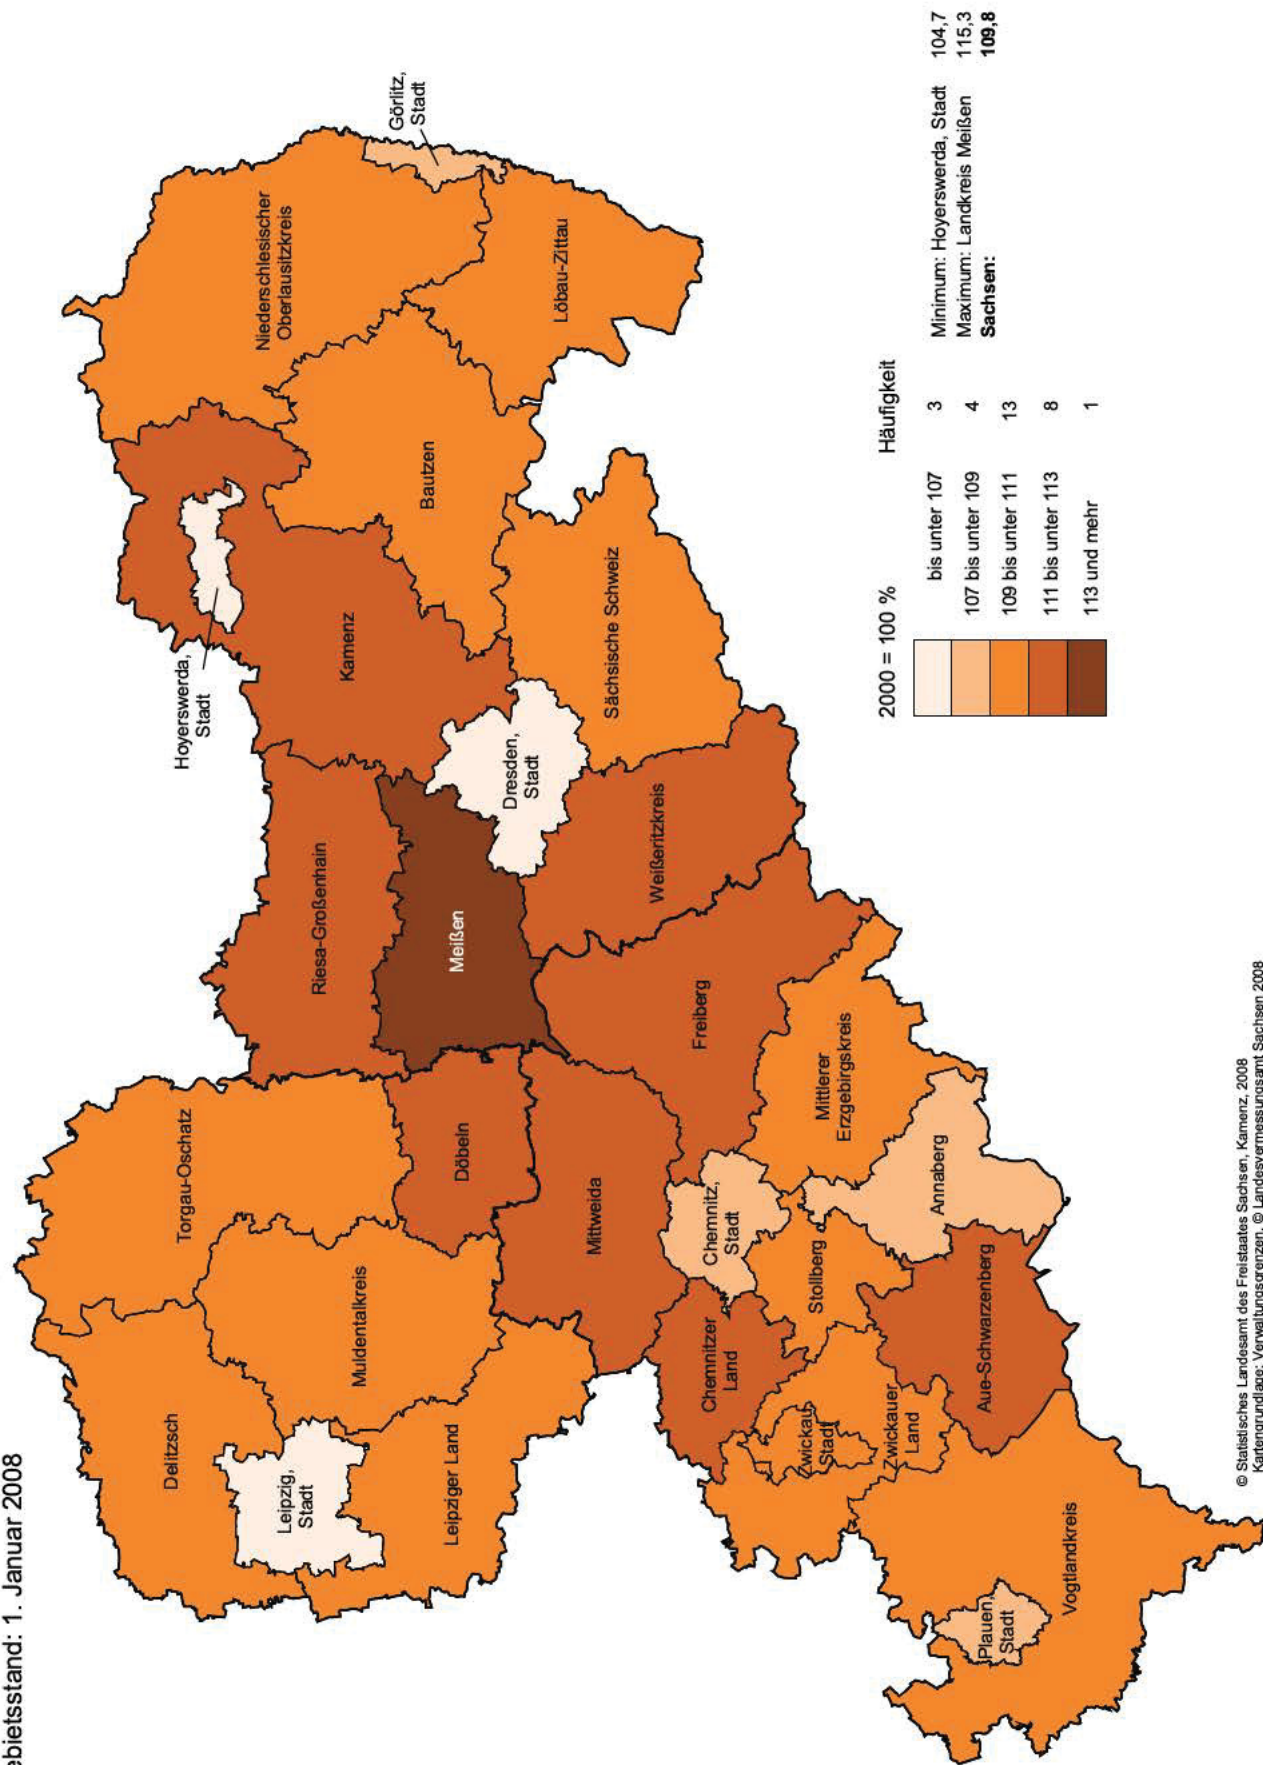 ebietsstand: 1. Januar 2008
Delitzsch
Torgau-Oschatz
Hoyerswerda,
Stadt
Niederschlesischer
Oberlausitzkreis
Leipzig,
Stadt
Riesa-Großenhain
Kamenz
Muldentalkreis
Görlitz,
Stadt
Bautzen
Leipziger Land
Meißen
Döbeln
Dresden,
Stadt
Löbau-Zittau
Mittweida
Sächsische Schweiz
Weißeritzkreis
Freiberg
Chemnitzer
Land
Chemnitz,
Stadt
Stollberg
Mittlerer
Erzgebirgskreis
Zwickau,
Stadt
Zwickauer
Land
Annaberg
Aue-Schwarzenberg
Plauen,
Stadt
Vogtlandkreis
2000 = 100 % Häufigkeit
bis unter 107 3
107 bis unter 109 4
109 bis unter 111 13
111 bis unter 113 8
113 und mehr 1
Minimum: Hoyerswerda, Stadt 104,7
Maximum: Landkreis Meißen 115,3
Sachsen: 109,8
© Statistisches Landesamt des Freistaates Sachsen, Kamenz, 2008
Kartengrundlage: Verwaltungsgrenzen, © Landesvermessungsamt Sachsen 2008